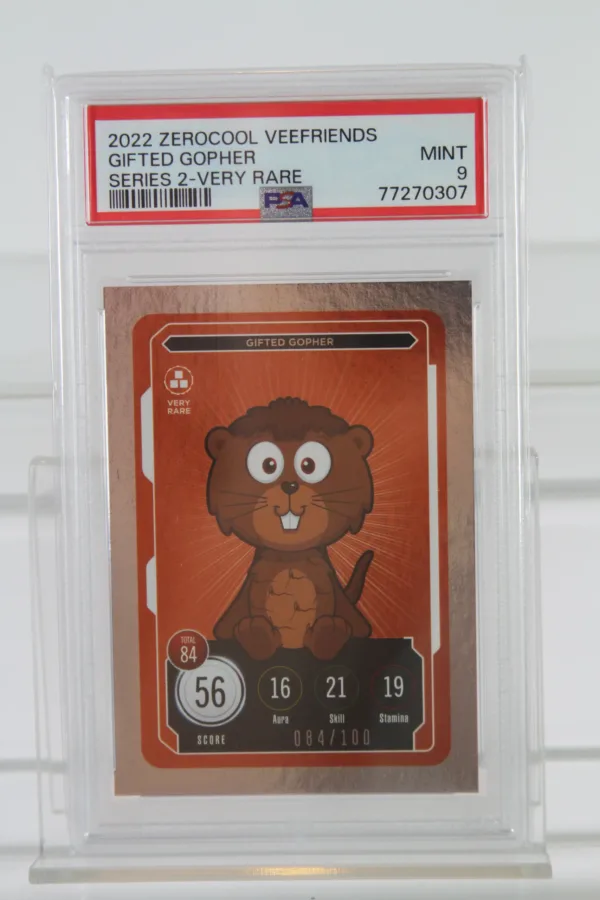 2022 ZEROCOOL VEEFRIENDS
GIFTED GOPHER MINT
SERIES 2-VERY RARE 9
PSA 77270307
GIFTED GOPHER
VERY
RARE
TOTAL
84
56 16 21 19
SCORE Aura Skill Stamina
084/100